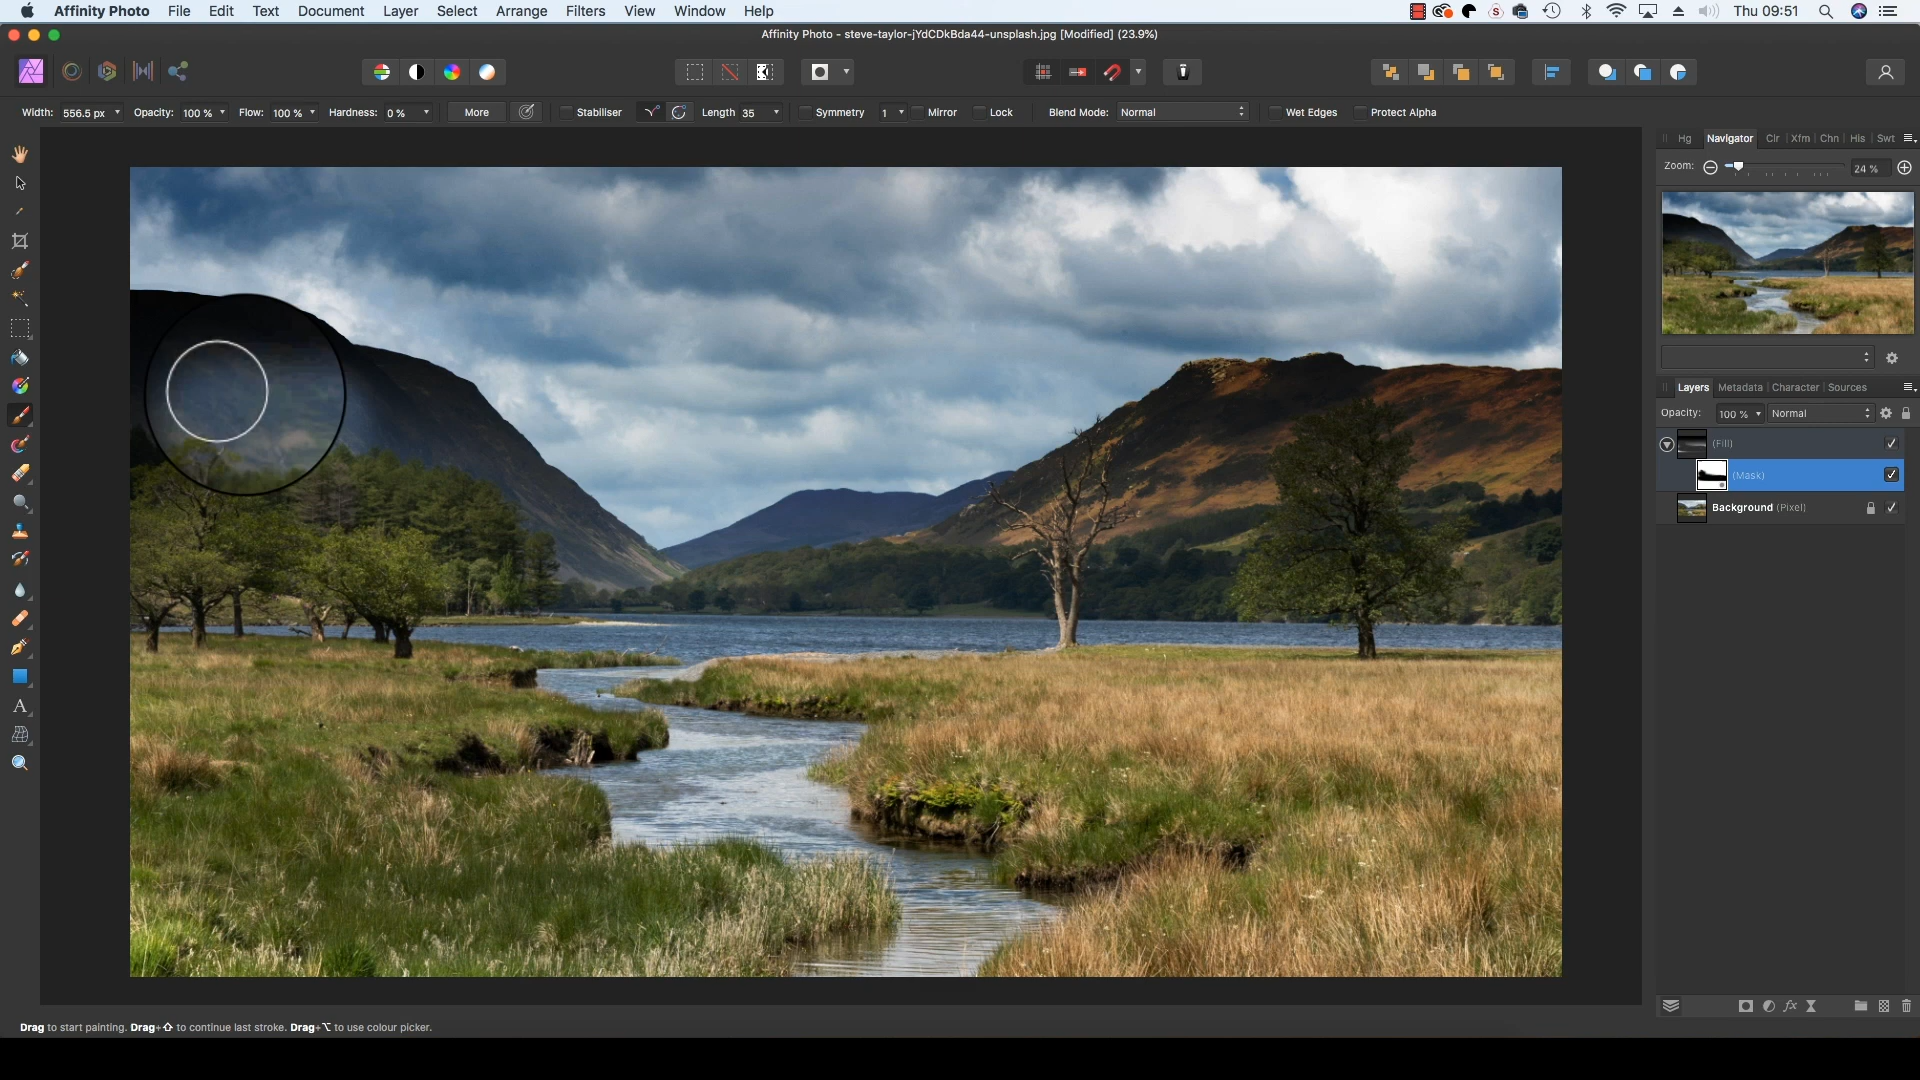 Affinity Photo File Edit Text Document Layer Select Arrange Filters View Window Help Thu 09:51
Affinity Photo - steve-taylor-jYdCDkBda44-unsplash.jpg [Modified] (23.9%)
Width: 556.5 px Opacity: 100 % Flow: 100 % Hardness: 0 % More Stabiliser Length 35 Symmetry 1 Mirror Lock Blend Mode: Normal Wet Edges Protect Alpha
Hg Navigator Clr Xfm Chn His Swt
Zoom: 24 %
Layers Metadata Character Sources
Opacity: 100 % Normal
(Fill)
(Mask)
Background (Pixel)
fx
Drag to start painting. Drag+⇧ to continue last stroke. Drag+⌥ to use colour picker.